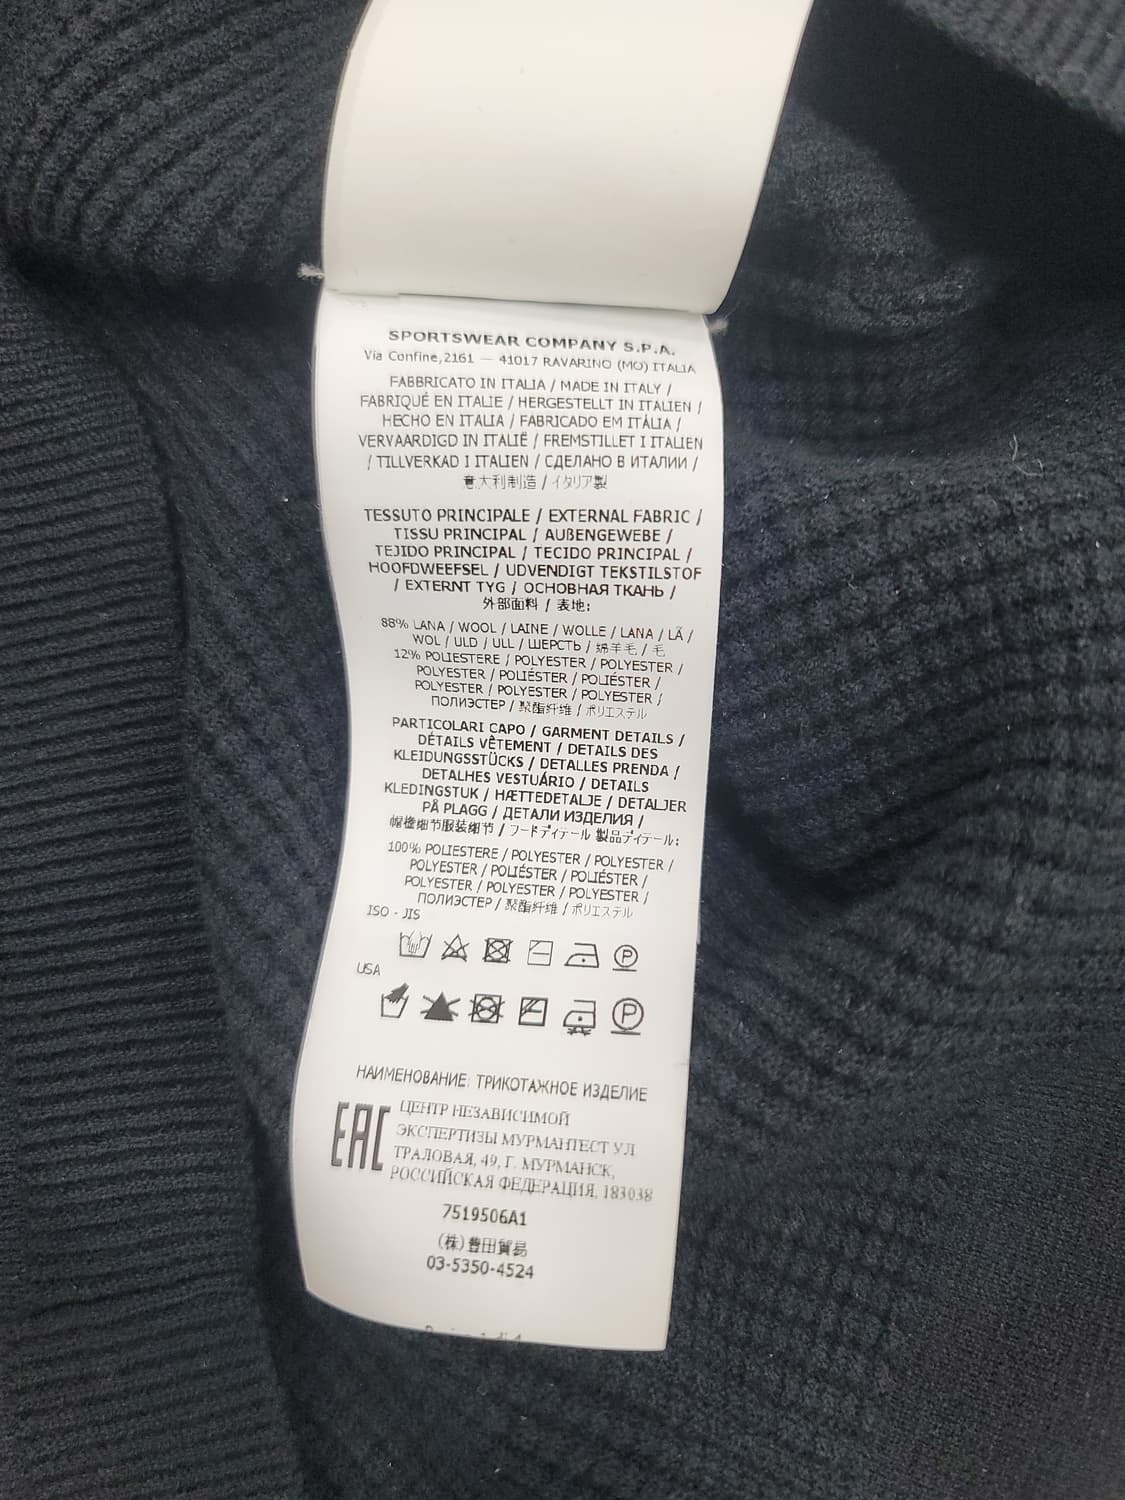 SPORTSWEAR COMPANY S.P.A.
Via Confine,2161 — 41017 RAVARINO (MO) ITALIA
FABBRICATO IN ITALIA / MADE IN ITALY /
FABRIQUÉ EN ITALIE / HERGESTELLT IN ITALIEN /
HECHO EN ITALIA / FABRICADO EM ITÀLIA /
VERVAARDIGD IN ITALIË / FREMSTILLET I ITALIEN
/ TILLVERKAD I ITALIEN / СДЕЛАНО В ИТАЛИИ /
意大利制造 / イタリア製
TESSUTO PRINCIPALE / EXTERNAL FABRIC /
TISSU PRINCIPAL / AUßENGEWEBE /
TEJIDO PRINCIPAL / TECIDO PRINCIPAL /
HOOFDWEEFSEL / UDVENDIGT TEKSTILSTOF
/ EXTERNT TYG / ОСНОВНАЯ ТКАНЬ /
外部面料 / 表地:
88% LANA / WOOL / LAINE / WOLLE / LANA / LÃ /
WOL / ULD / ULL / ШЕРСТЬ / 绵羊毛 / 毛
12% POLIESTERE / POLYESTER / POLYESTER /
POLYESTER / POLIÉSTER / POLIÉSTER /
POLYESTER / POLYESTER / POLYESTER /
ПОЛИЭСТЕР / 聚酯纤维 / ポリエステル
PARTICOLARI CAPO / GARMENT DETAILS /
DÉTAILS VÊTEMENT / DETAILS DES
KLEIDUNGSSTÜCKS / DETALLES PRENDA /
DETALHES VESTUÁRIO / DETAILS
KLEDINGSTUK / HÆTTEDETALJE / DETALJER
PÅ PLAGG / ДЕТАЛИ ИЗДЕЛИЯ /
帽檐细节服装细节 / フードディテール 製品ディテール:
100% POLIESTERE / POLYESTER / POLYESTER /
POLYESTER / POLIÉSTER / POLIÉSTER /
POLYESTER / POLYESTER / POLYESTER /
ПОЛИЭСТЕР / 聚酯纤维 / ポリエステル
ISO - JIS
P
USA
P
НАИМЕНОВАНИЕ: ТРИКОТАЖНОЕ ИЗДЕЛИЕ
EAC
ЦЕНТР НЕЗАВИСИМОЙ
ЭКСПЕРТИЗЫ МУРМАНТЕСТ УЛ
ТРАЛОВАЯ, 49, Г. МУРМАНСК,
РОССИЙСКАЯ ФЕДЕРАЦИЯ, 183038
7519506A1
(株)豊田貿易
03-5350-4524